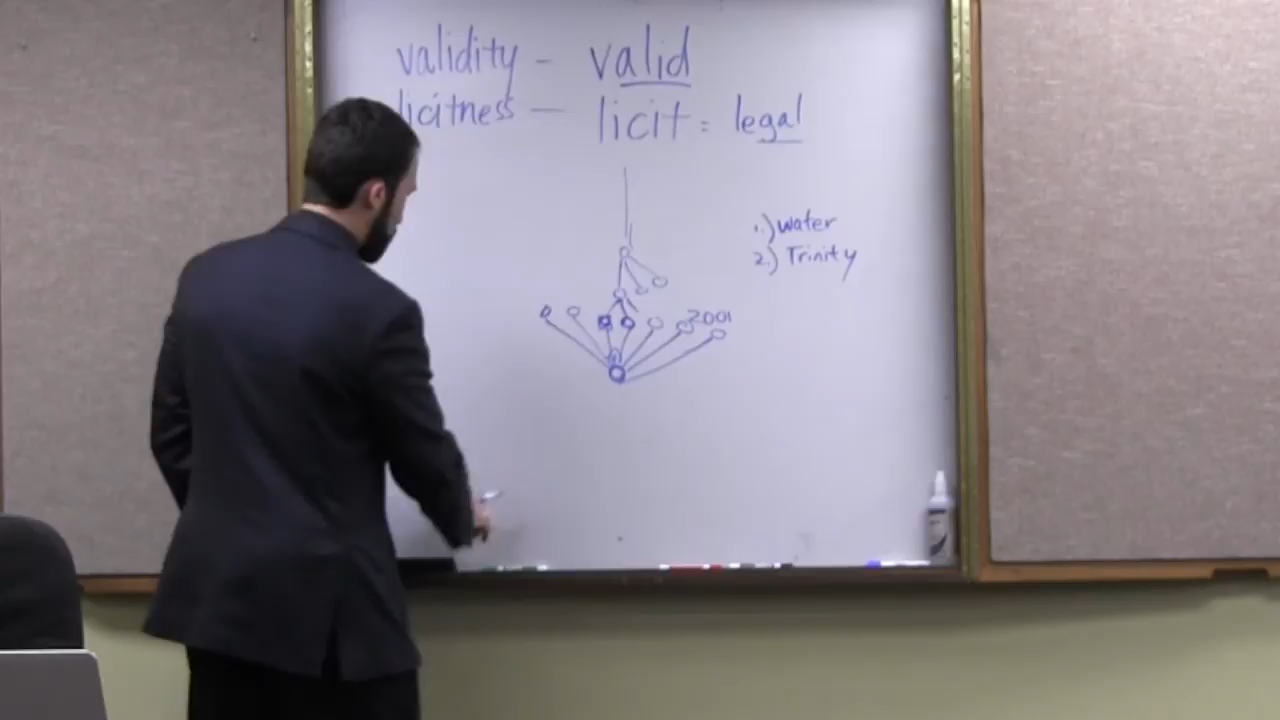 validity – valid
licitness — licit = legal
1.) water
2.) Trinity
2001